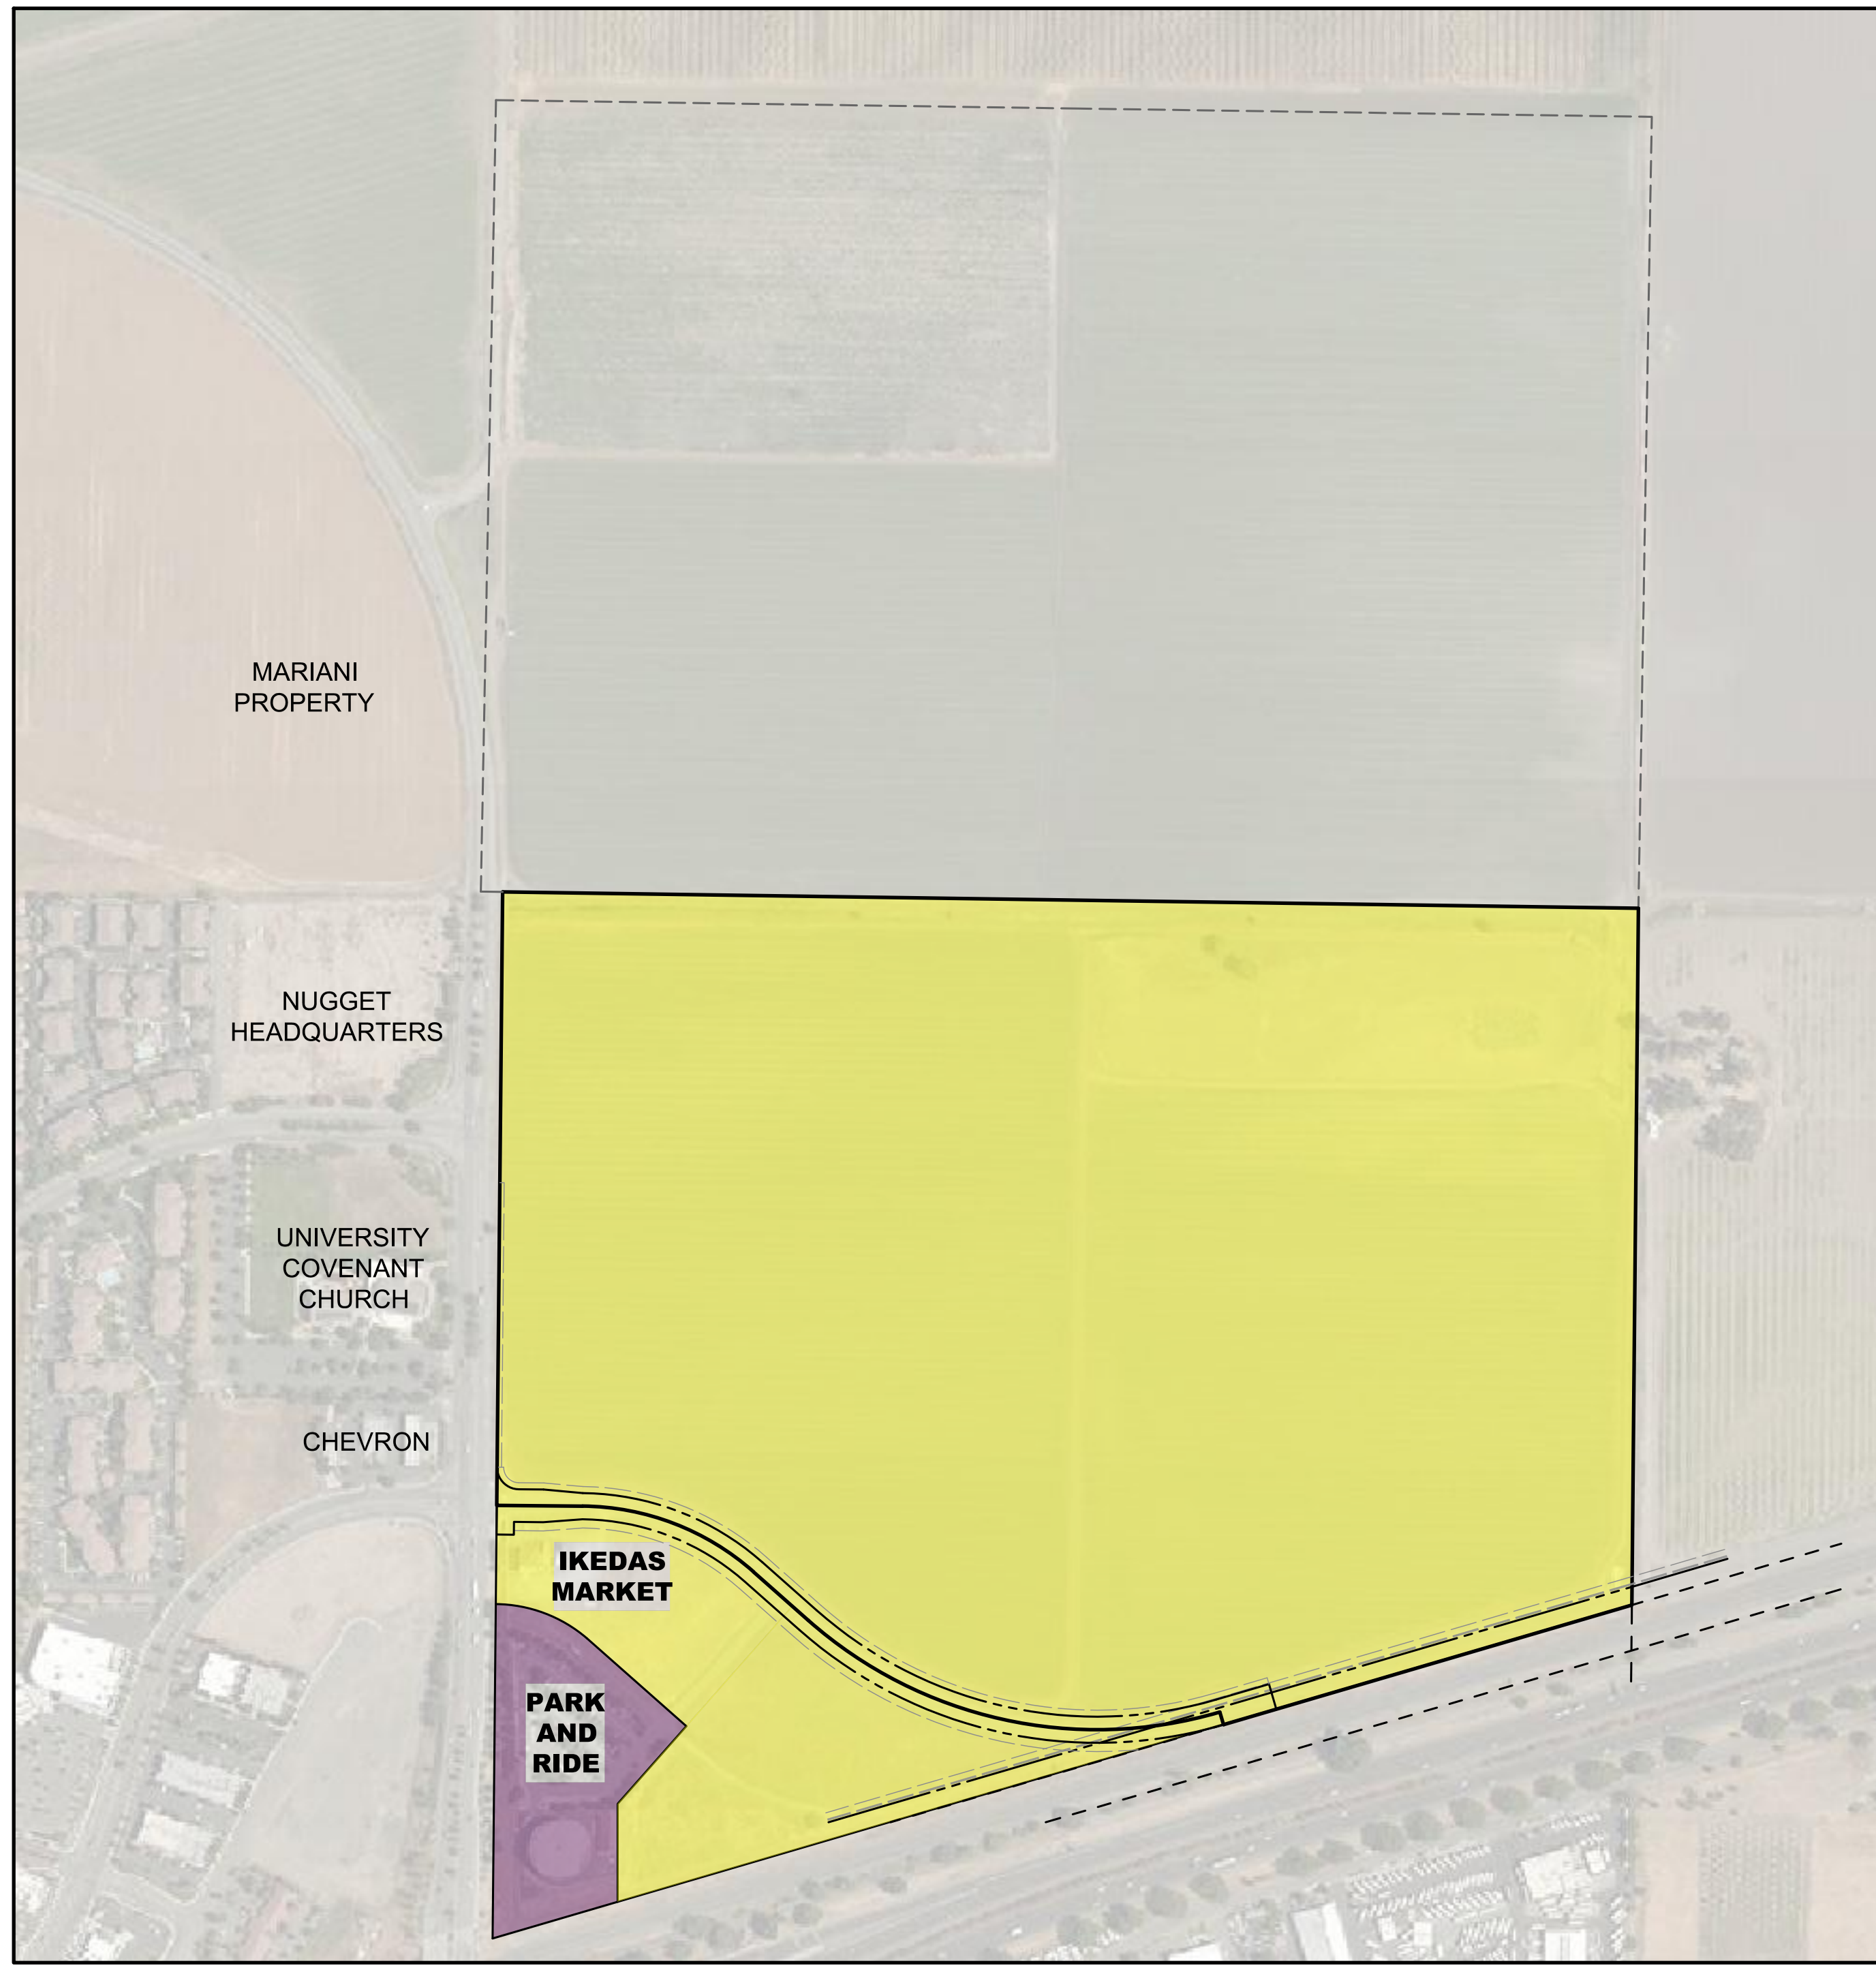 MARIANI
PROPERTY
NUGGET
HEADQUARTERS
UNIVERSITY
COVENANT
CHURCH
CHEVRON
IKEDAS
MARKET
PARK
AND
RIDE